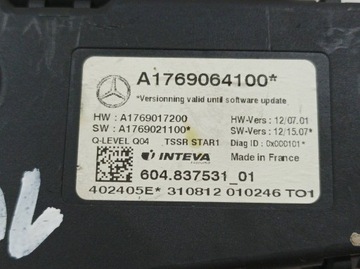 A1769064100*
*Versionning valid until software update
HW : A1769017200 HW-Vers : 12/07.01
SW : A1769021100* SW-Vers : 12/15.07*
Q-LEVEL Q04 TSSR STAR1 Diag ID : 0x000101*
INTEVA Made in France
604.837531_01
402405E* 310812 010246 TO1